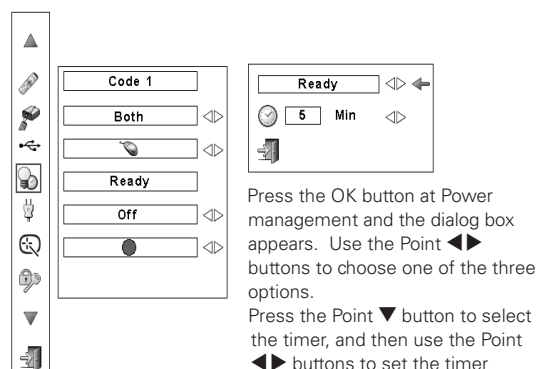 Code 1
Both
Ready
Off
Ready
5 Min
Press the OK button at Power
management and the dialog box
appears. Use the Point ◀▶
buttons to choose one of the three
options.
Press the Point ▼ button to select
the timer, and then use the Point
◀▶ buttons to set the timer